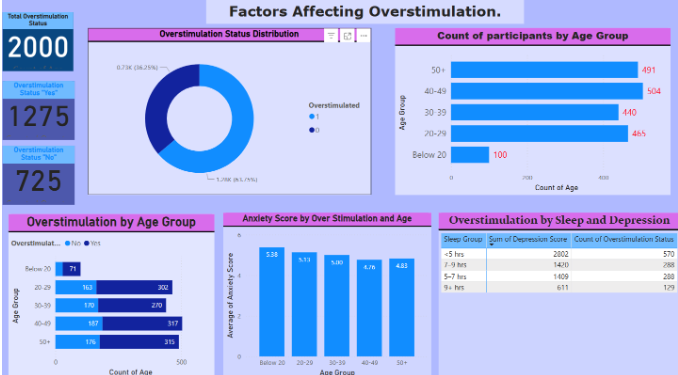 Factors Affecting Overstimulation.
Total Overstimulation
Status
2000
Overstimulation
Status "Yes"
1275
Overstimulation
Status "No"
725
Overstimulation Status Distribution
0.73K (36.25%)
Overstimulated
1
0
Count of participants by Age Group
Age Group
50+ 491
40-49 504
30-39 440
20-29 465
Below 20 100
0 200 400
Count of Age
Overstimulation by Age Group
Overstimulat... No Yes
Age Group
Below 20 71
20-29 163 302
30-39 170 270
40-49 187 317
50+ 176 315
0 500
Count of Age
Anxiety Score by Over Stimulation and Age
Average of Anxiety Score
6
4
2
0
5.38 5.13 5.00 4.76 4.83
Below 20 20-29 30-39 40-49 50+
Age Group
Overstimulation by Sleep and Depression
Sleep Group Sum of Depression Score Count of Overstimulation Status
<5 hrs 2802 570
7-9 hrs 1420 288
5-7 hrs 1409 288
9+ hrs 611 129